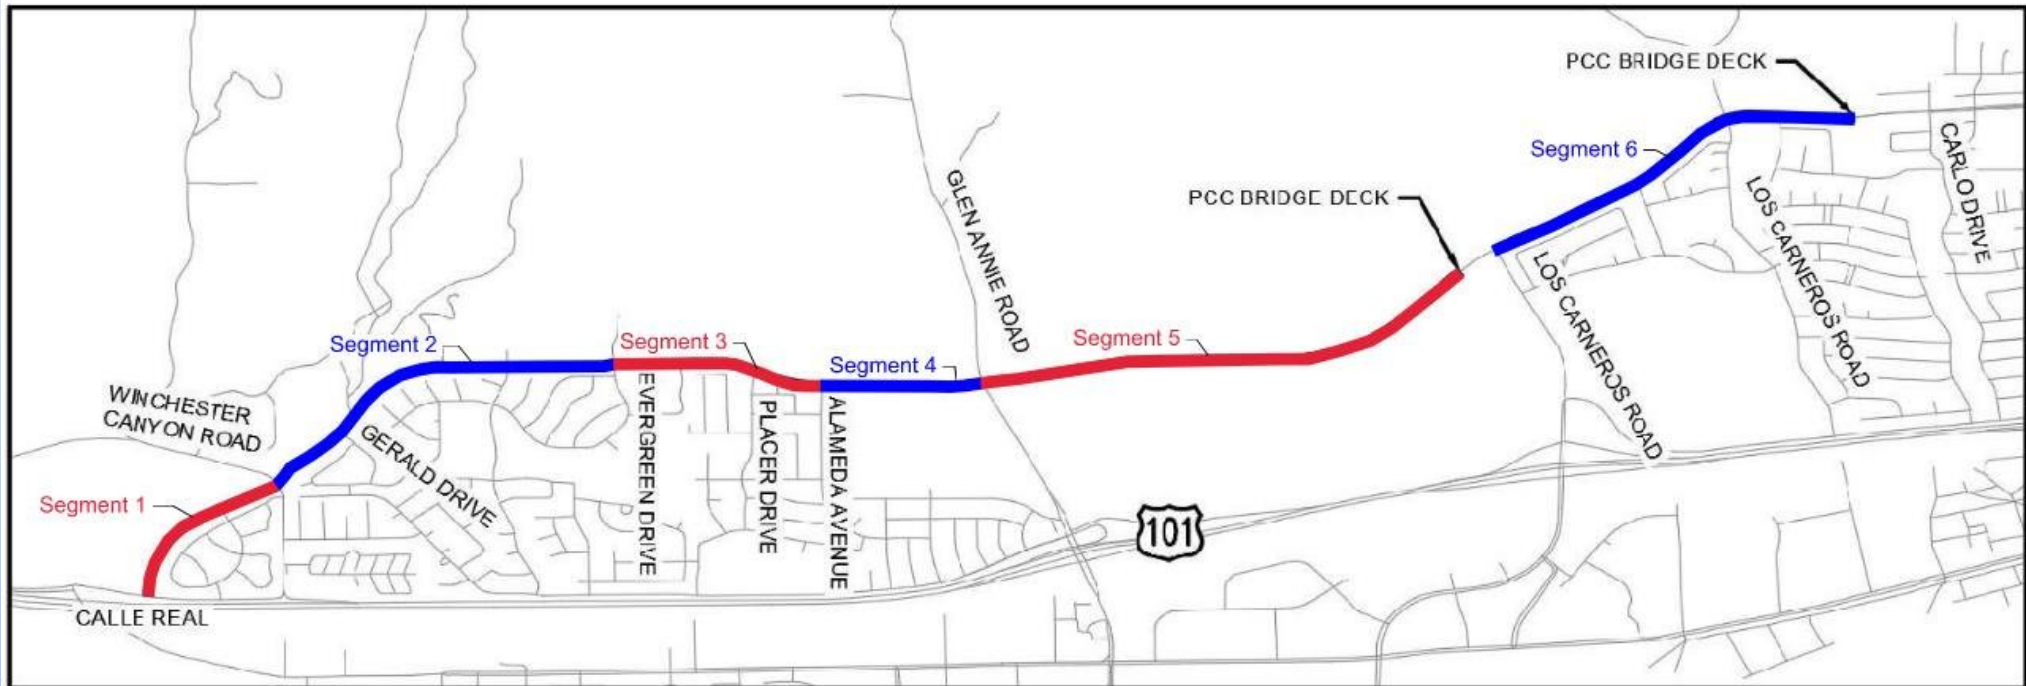 PCC BRIDGE DECK
Segment 6
CARLO DRIVE
LOS CARNEROS ROAD
PCC BRIDGE DECK
GLEN ANNIE ROAD
LOS CARNEROS ROAD
Segment 5
Segment 3
Segment 2
Segment 4
WINCHESTER
CANYON ROAD
GERALD DRIVE
EVERGREEN DRIVE
PLACER DRIVE
ALAMEDA AVENUE
Segment 1
101
CALLE REAL